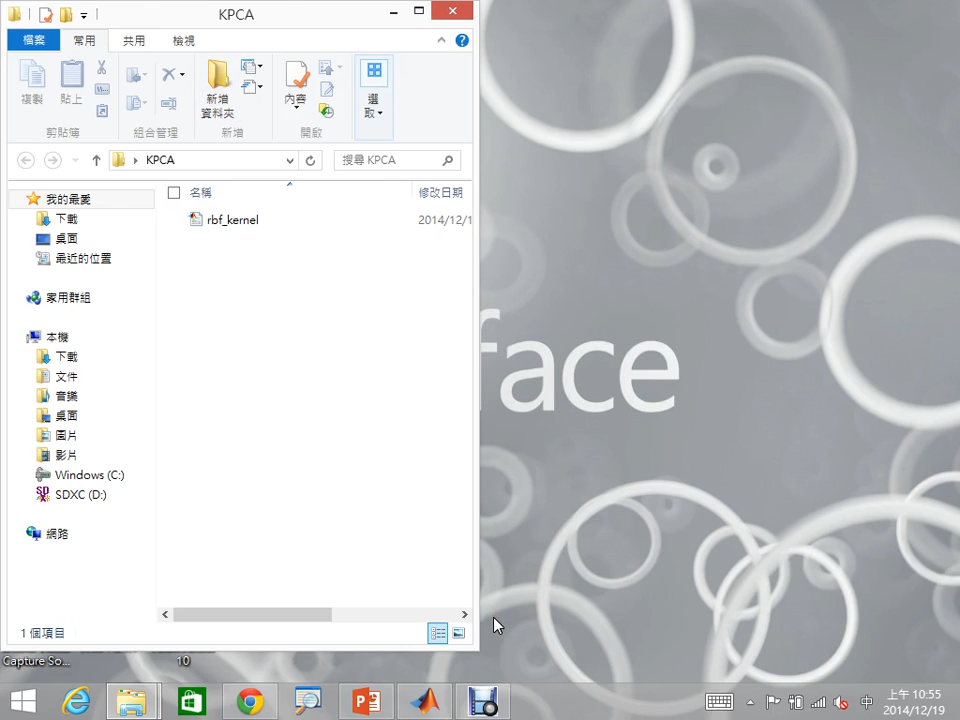 KPCA
檔案 常用 共用 檢視
複製 貼上 新增資料夾 內容 選取
剪貼簿 組合管理 新增 開啟
KPCA 搜尋 KPCA
名稱 修改日期
rbf_kernel 2014/12/1
我的最愛
下載
桌面
最近的位置
家用群組
本機
下載
文件
音樂
桌面
圖片
影片
Windows (C:)
SDXC (D:)
網路
1 個項目
face
Capture So... 10
中 上午 10:55
2014/12/19